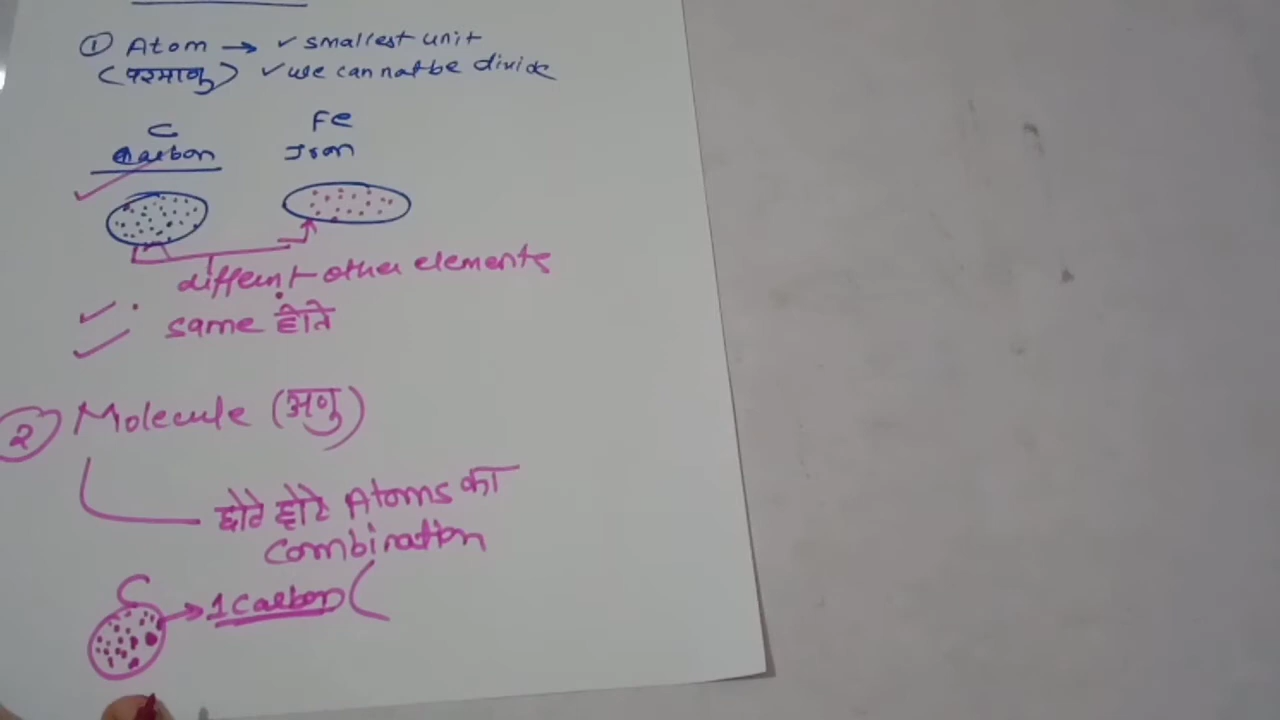 ① Atom → ✓ smallest unit
(परमाणु) ✓ we can not be divide
C Fe
Carbon Iron
different other elements
same होते
② Molecule (अणु)
छोटे छोटे Atoms का
combination
C
→ 1 Carbon (